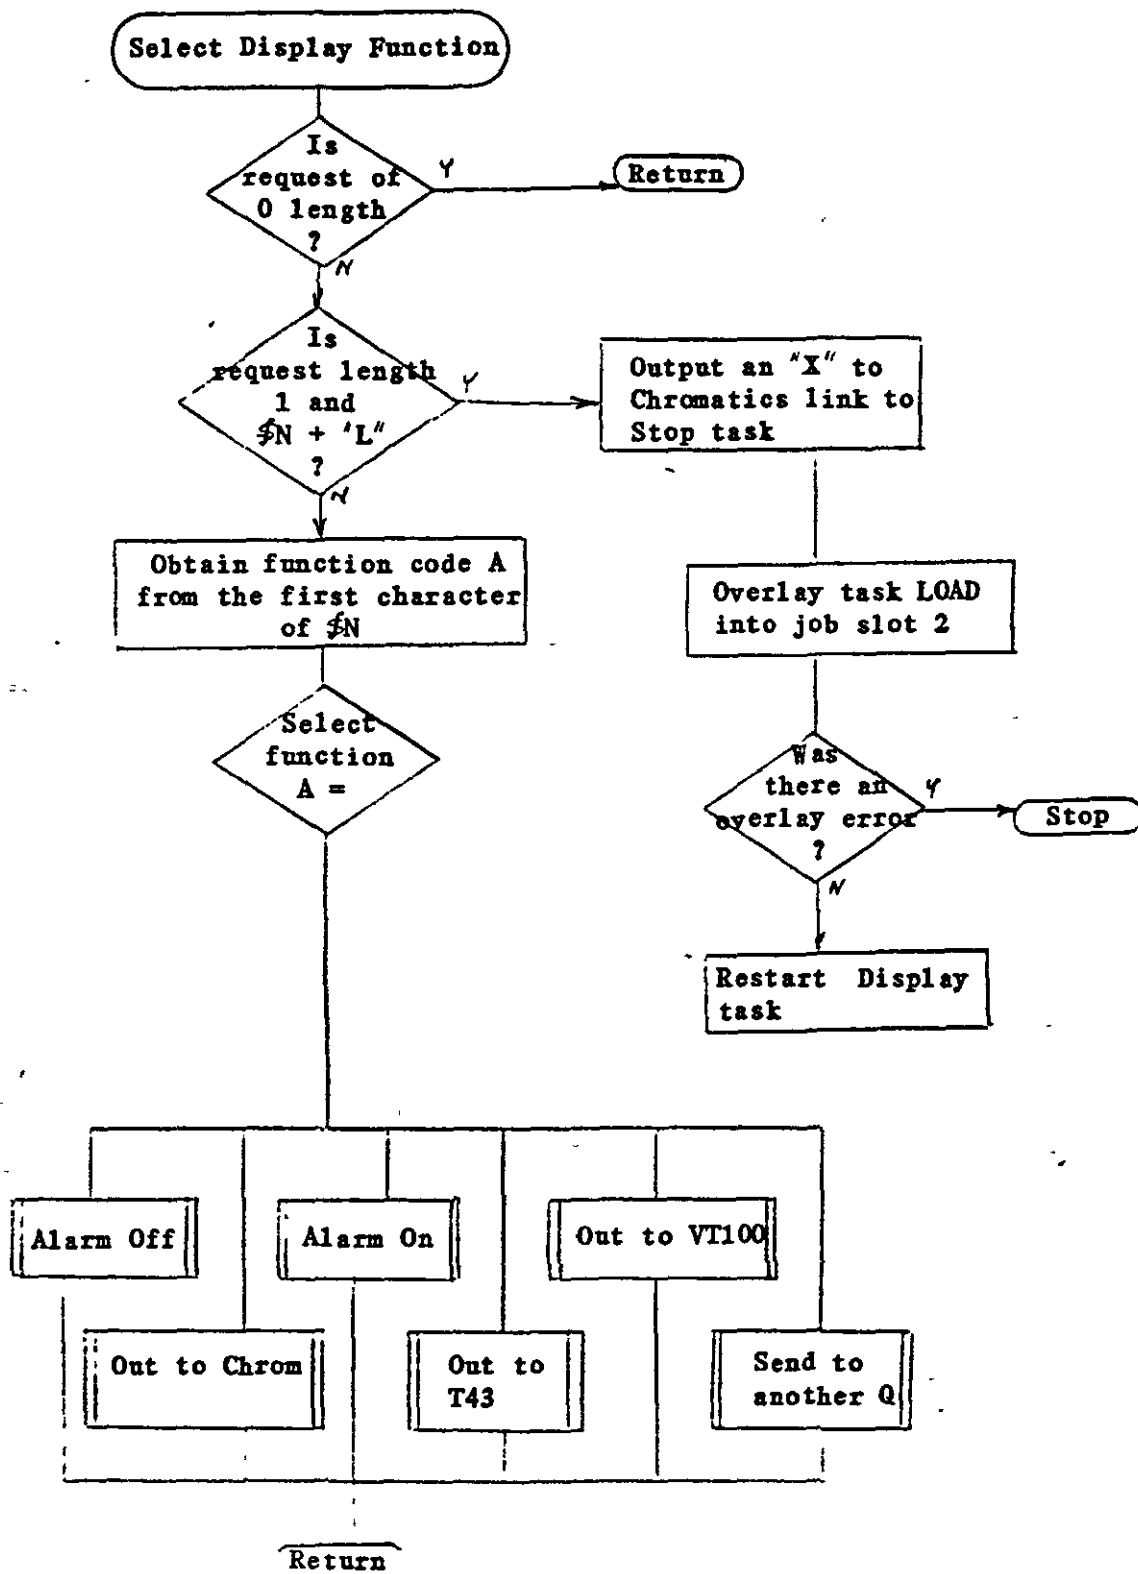 Select Display Function
Is
request of
0 length
?
Y
Return
N
Is
request length
1 and
$N + "L"
?
Y
Output an "X" to
Chromatics link to
Stop task
N
Obtain function code A
from the first character
of $N
Overlay task LOAD
into job slot 2
Select
function
A =
Was
there an
overlay error
?
Y
Stop
N
Restart Display
task
Alarm Off
Alarm On
Out to VT100
Out to Chrom
Out to
T43
Send to
another Q
Return